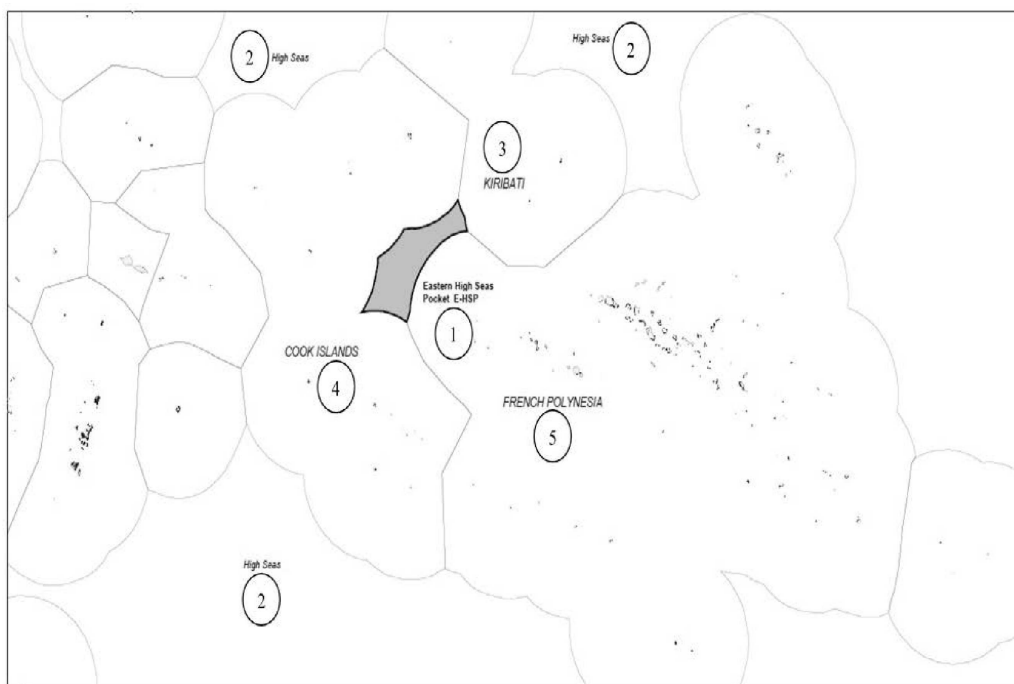 2
High Seas
High Seas
2
3
KIRIBATI
Eastern High Seas
Pocket E-HSP
1
COOK ISLANDS
4
FRENCH POLYNESIA
5
High Seas
2